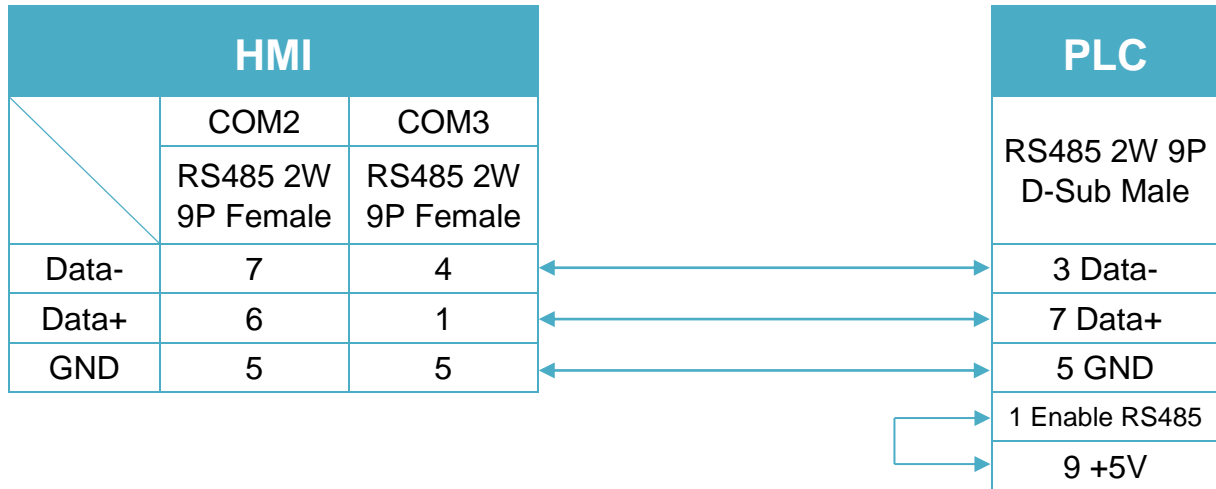 HMI
PLC
COM2
COM3
RS485 2W
9P Female
RS485 2W
9P Female
RS485 2W 9P
D-Sub Male
Data-
7
4
3 Data-
Data+
6
1
7 Data+
GND
5
5
5 GND
1 Enable RS485
9 +5V